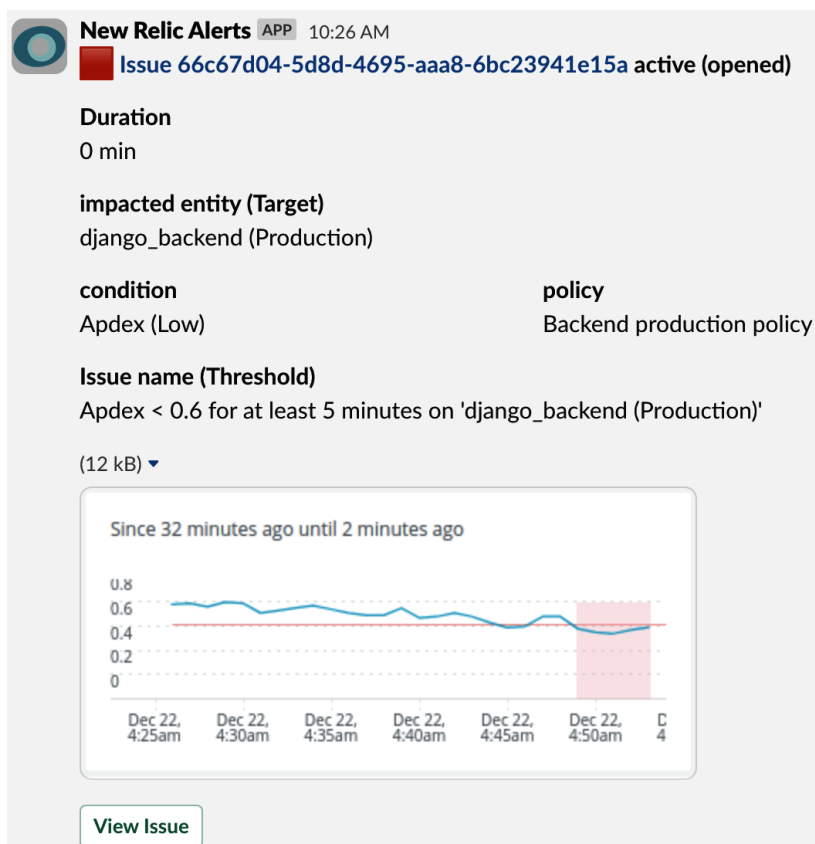 New Relic Alerts APP 10:26 AM
Issue 66c67d04-5d8d-4695-aaa8-6bc23941e15a active (opened)
Duration
0 min
impacted entity (Target)
django_backend (Production)
condition
Apdex (Low)
policy
Backend production policy
Issue name (Threshold)
Apdex < 0.6 for at least 5 minutes on 'django_backend (Production)'
(12 kB)
Since 32 minutes ago until 2 minutes ago
0.8
0.6
0.4
0.2
0
Dec 22,
4:25am
Dec 22,
4:30am
Dec 22,
4:35am
Dec 22,
4:40am
Dec 22,
4:45am
Dec 22,
4:50am
D
4
View Issue